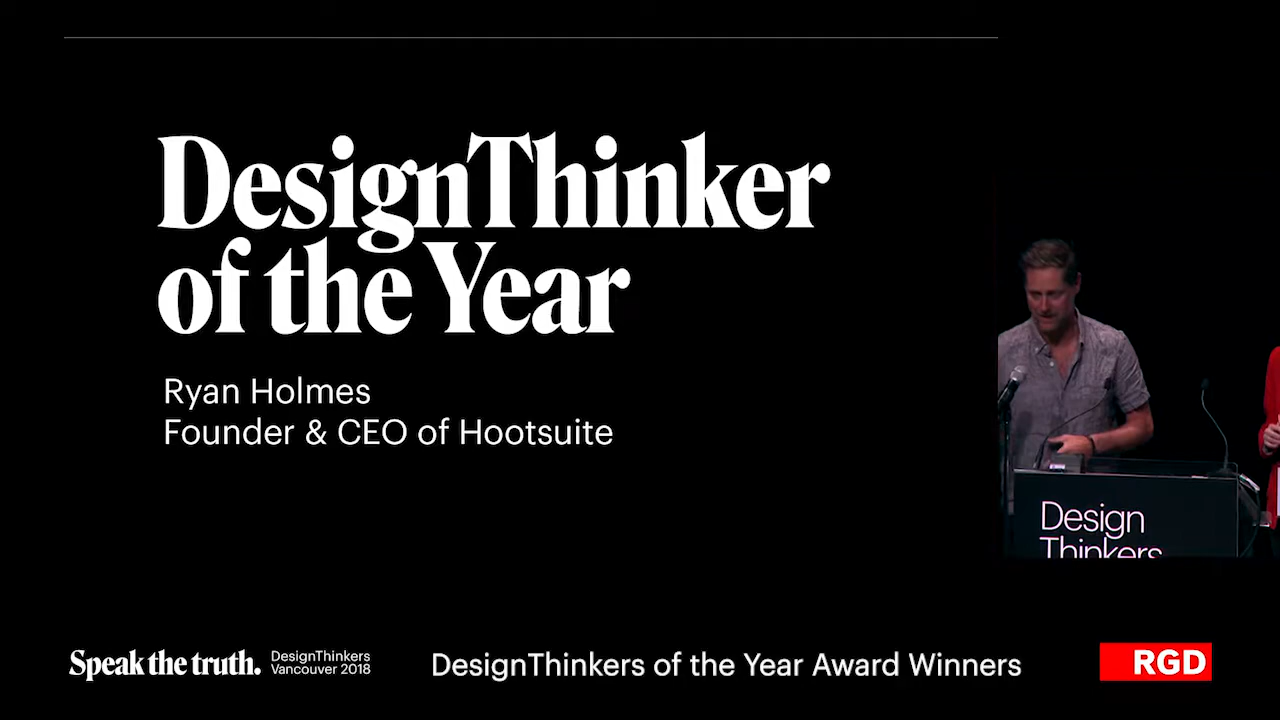 DesignThinker
of the Year
Ryan Holmes
Founder & CEO of Hootsuite
Design
Thinkers
Speak the truth.
DesignThinkers
Vancouver 2018
DesignThinkers of the Year Award Winners
RGD